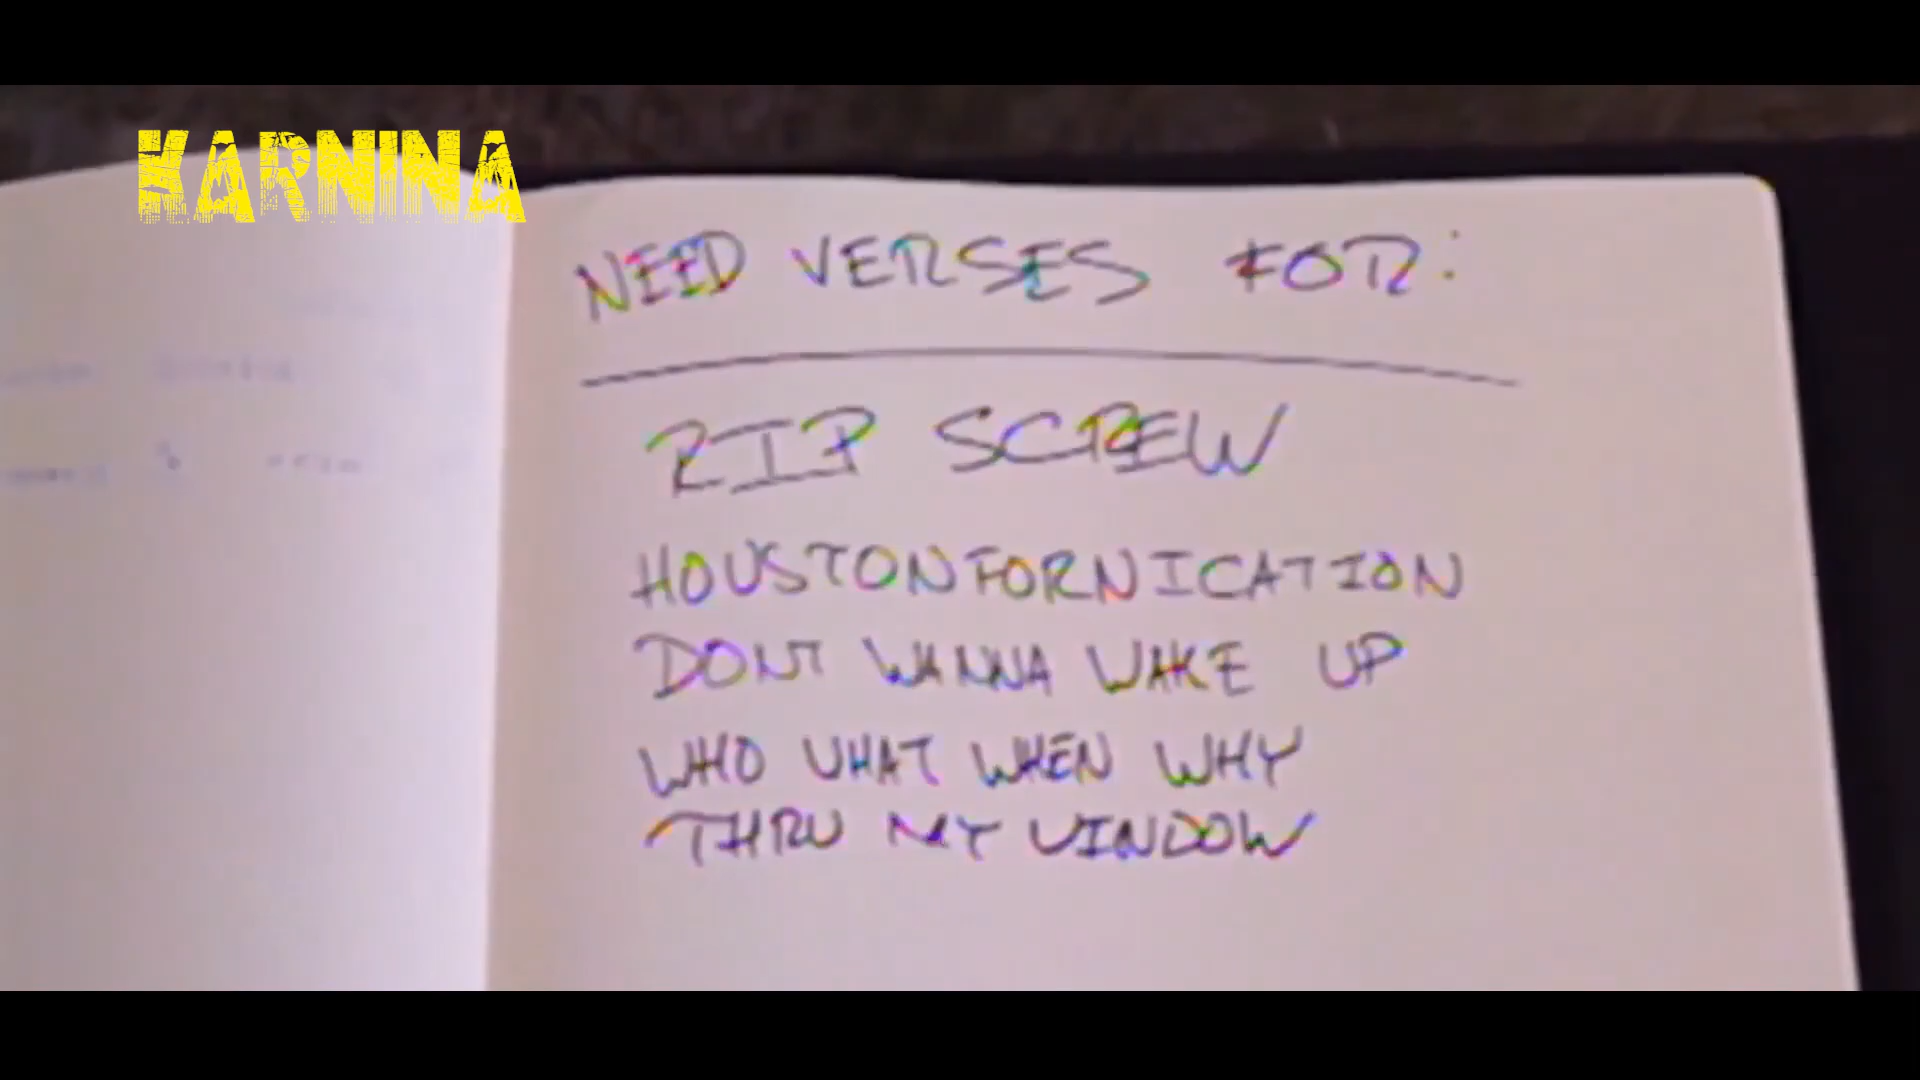 KARNINA
NEED VERSES FOR:
RIP SCREW
HOUSTONFORNICATION
DONT WANNA WAKE UP
WHO WHAT WHEN WHY
THRU MY WINDOW